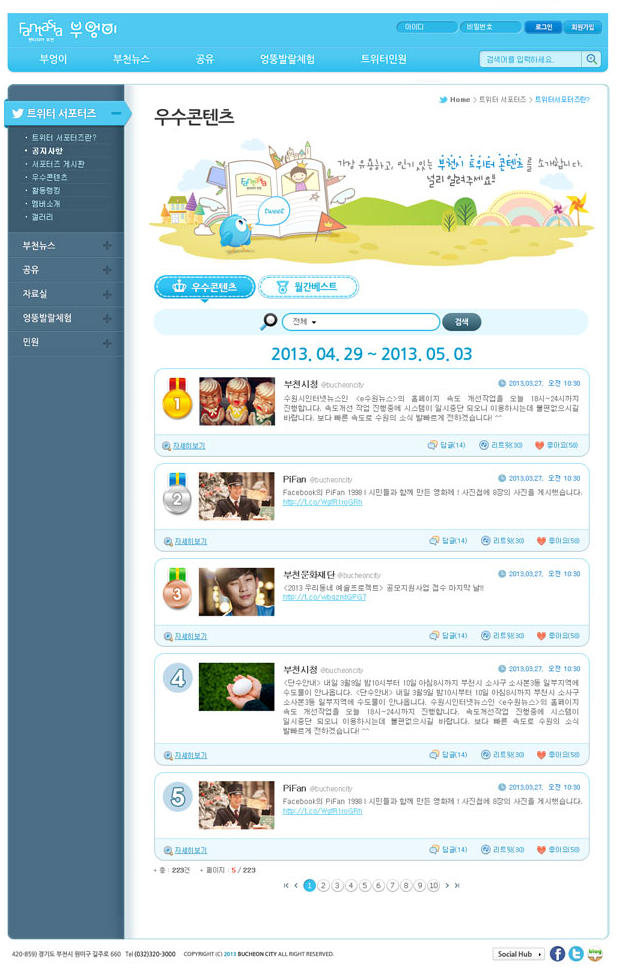 Fantasia 부엉이
판타지아 부천
아이디 비밀번호 로그인 회원가입
부엉이 부천뉴스 공유 엉뚱발랄체험 트위터민원
검색어를 입력하세요.
트위터 서포터즈
트위터 서포터즈란?
공지사항
서포터즈 게시판
우수콘텐츠
활동랭킹
멤버소개
갤러리
부천뉴스
공유
자료실
엉뚱발랄체험
민원
Home > 트위터 서포터즈 > 트위터서포터즈란?
우수콘텐츠
가장 유용하고, 인기 있는 부천시 트위터 콘텐츠를 소개합니다.
널리 알려주세요!!
Fantasia
tweet
우수콘텐츠 월간베스트
전체 검색
2013. 04. 29 ~ 2013. 05. 03
1
부천시청 @bucheoncity 2013,03,27, 오전 10:30
수원시인터넷뉴스인 <e수원뉴스>의 홈페이지 속도 개선작업을 오늘 18시~24시까지
진행합니다. 속도개선 작업 진행중에 시스템이 일시중단 되오니 이용하시는데 불편없으시길
바랍니다. 보다 빠른 속도로 수원의 소식 발빠르게 전하겠습니다! ^^
자세히보기 답글(14) 리트윗(30) 좋아요(58)
2
PiFan @bucheoncity 2013,03,27, 오전 10:30
Facebook의 PiFan 1998 ! 시민들과 함께 만든 영화제 ! 사진첩에 8장의 사진을 게시했습니다.
http://t.co/WafR1roGRh
자세히보기 답글(14) 리트윗(30) 좋아요(58)
3
부천문화재단 @bucheoncity 2013,03,27, 오전 10:30
<2013 우리동네 예술프로젝트> 공모지원사업 접수 마지막 날!!
http://t.co/wbqzntGPG7
자세히보기 답글(14) 리트윗(30) 좋아요(58)
4
부천시청 @bucheoncity 2013,03,27, 오전 10:30
<단수안내> 내일 3월9일 밤10시부터 10일 아침8시까지 부천시 소사구 소사본3동 일부지역에
수도물이 안나옵니다. <단수안내> 내일 3월9일 밤10시부터 10일 아침8시까지 부천시 소사구
소사본3동 일부지역에 수도물이 안나옵니다. 수원시인터넷뉴스인 <e수원뉴스>의 홈페이지
속도 개선작업을 오늘 18시~24시까지 진행합니다. 속도개선 작업 진행중에 시스템이
일시중단 되오니 이용하시는데 불편없으시길 바랍니다. 보다 빠른 속도로 수원의 소식
발빠르게 전하겠습니다! ^^
자세히보기 답글(14) 리트윗(30) 좋아요(58)
5
PiFan @bucheoncity 2013,03,27, 오전 10:30
Facebook의 PiFan 1998 ! 시민들과 함께 만든 영화제 ! 사진첩에 8장의 사진을 게시했습니다.
http://t.co/WafR1roGRh
자세히보기 답글(14) 리트윗(30) 좋아요(58)
총 : 223건 페이지 : 5 / 223
1 2 3 4 5 6 7 8 9 10
420-859) 경기도 부천시 원미구 길주로 660 Tel (032)320-3000 COPYRIGHT (C) 2013 BUCHEON CITY ALL RIGHT RESERVED.
Social Hub blog